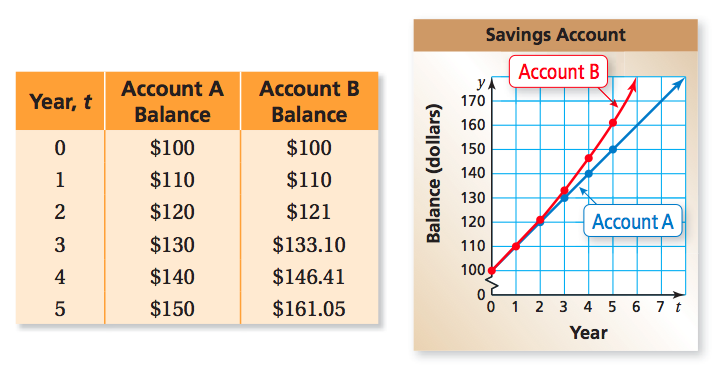 Year, t Account A Balance Account B Balance
0 $100 $100
1 $110 $110
2 $120 $121
3 $130 $133.10
4 $140 $146.41
5 $150 $161.05
Savings Account
Account B
y
170
160
150
140
130
120
110
100
0
Balance (dollars)
Account A
0 1 2 3 4 5 6 7 t
Year